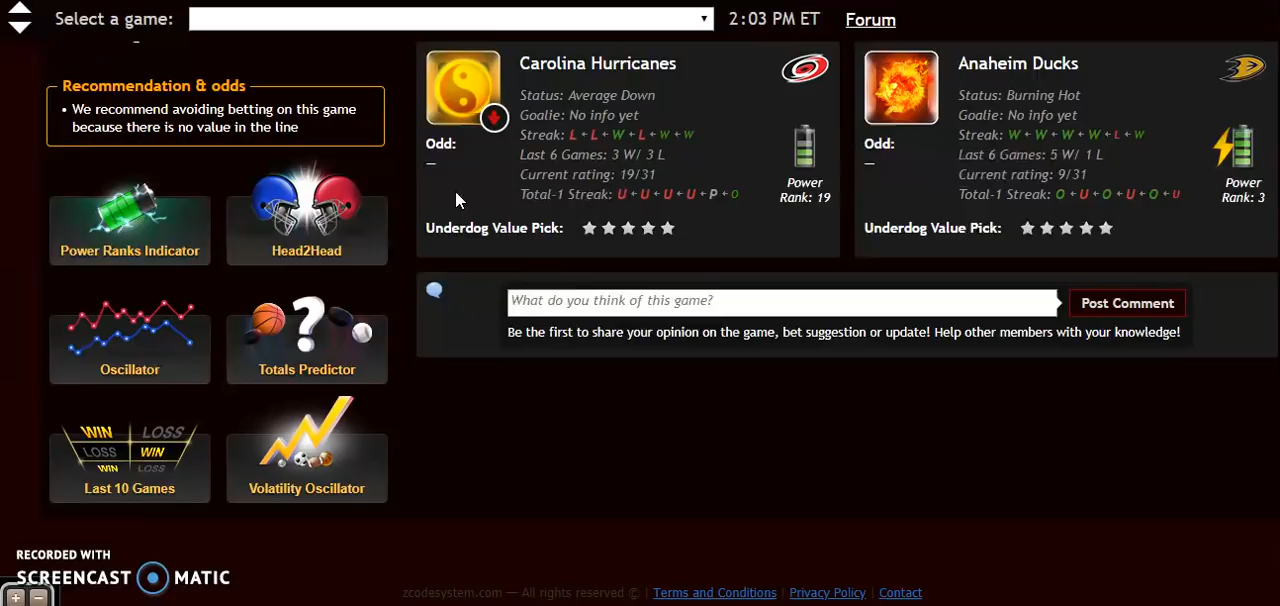 Select a game:
2:03 PM ET
Forum
Recommendation & odds
• We recommend avoiding betting on this game
because there is no value in the line
Power Ranks Indicator
Head2Head
Oscillator
Totals Predictor
WIN LOSS
LOSS WIN
WIN LOSS
Last 10 Games
Volatility Oscillator
Carolina Hurricanes
Status: Average Down
Goalie: No info yet
Odd:
—
Streak: L ← L ← W ← L ← W ← W
Last 6 Games: 3 W/ 3 L
Current rating: 19/31
Total-1 Streak: U ← U ← U ← U ← P ← O
Power
Rank: 19
Underdog Value Pick:
Anaheim Ducks
Status: Burning Hot
Goalie: No info yet
Odd:
—
Streak: W ← W ← W ← W ← L ← W
Last 6 Games: 5 W/ 1 L
Current rating: 9/31
Total-1 Streak: O ← U ← O ← U ← O ← U
Power
Rank: 3
Underdog Value Pick:
What do you think of this game?
Post Comment
Be the first to share your opinion on the game, bet suggestion or update! Help other members with your knowledge!
RECORDED WITH
SCREENCAST MATIC
zcodesystem.com — All rights reserved © | Terms and Conditions | Privacy Policy | Contact